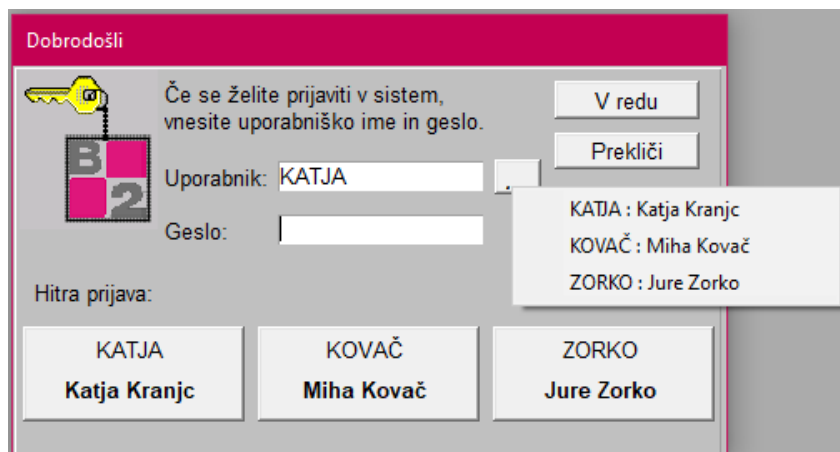 Dobrodošli
Če se želite prijaviti v sistem,
vnesite uporabniško ime in geslo.
V redu
Prekliči
B
2
Uporabnik: KATJA
Geslo:
KATJA : Katja Kranjc
KOVAČ : Miha Kovač
ZORKO : Jure Zorko
Hitra prijava:
KATJA
Katja Kranjc
KOVAČ
Miha Kovač
ZORKO
Jure Zorko